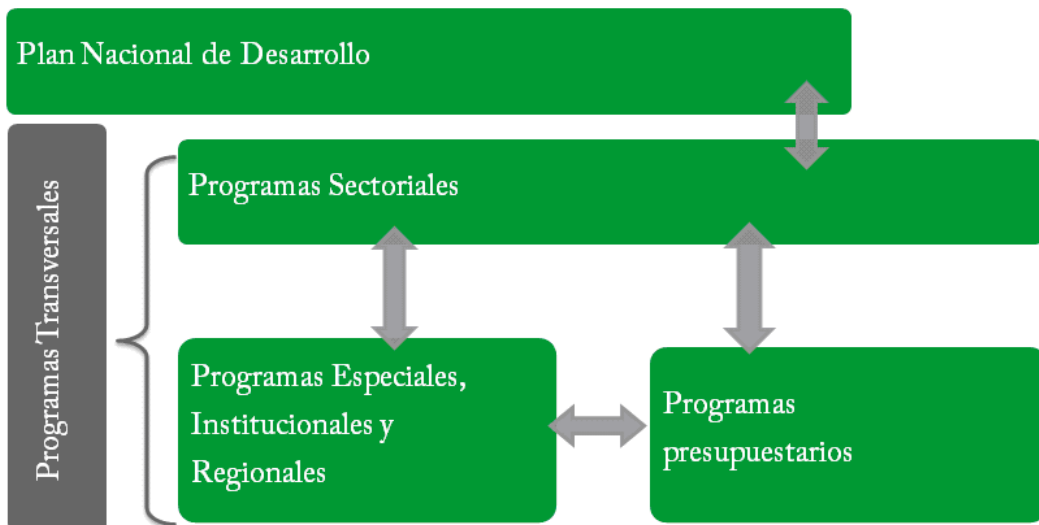 Plan Nacional de Desarrollo
Programas Transversales
Programas Sectoriales
Programas Especiales,
Institucionales y
Regionales
Programas
presupuestarios